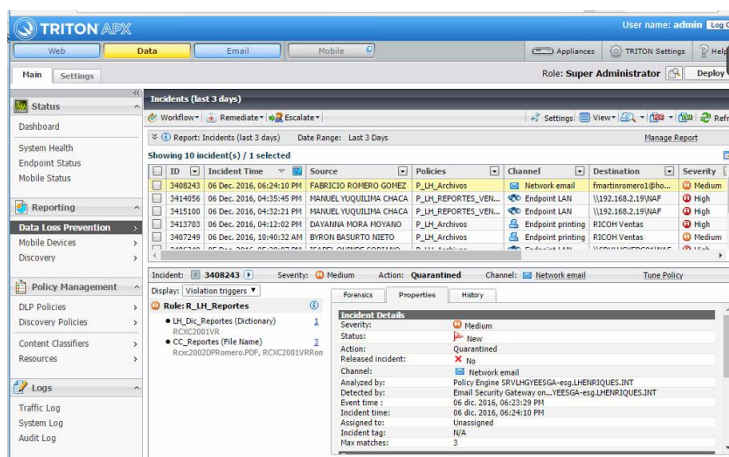 TRITON APX
User name: admin Log O
Web Data Email Mobile Appliances TRITON Settings Help
Main Settings Role: Super Administrator Deploy
Status
Dashboard
System Health
Endpoint Status
Mobile Status
Reporting
Data Loss Prevention
Mobile Devices
Discovery
Policy Management
DLP Policies
Discovery Policies
Content Classifiers
Resources
Logs
Traffic Log
System Log
Audit Log
Incidents (last 3 days)
Workflow Remediate Escalate Settings View Refr
Report: Incidents (last 3 days) Date Range: Last 3 Days Manage Report
Showing 10 incident(s) / 1 selected
ID Incident Time Source Policies Channel Destination Severity
3408243 06 Dec. 2016, 06:24:10 PM FABRICIO ROMERO GOMEZ P_LH_Archivos Network email fmartinromero1@ho... Medium
3414056 06 Dec. 2016, 04:35:45 PM MANUEL YUQUILIMA CHACA P_LH_REPORTES_VEN... Endpoint LAN \\192.168.2.19\NAF High
3415100 06 Dec. 2016, 04:32:21 PM MANUEL YUQUILIMA CHACA P_LH_REPORTES_VEN... Endpoint LAN \\192.168.2.19\NAF High
3413703 06 Dec. 2016, 04:12:02 PM DAYANNA MORA MOYANO P_LH_Archivos Endpoint printing RICOH Ventas High
3407249 06 Dec. 2016, 10:40:32 AM BYRON BASURTO NIETO P_LH_Archivos Endpoint printing RICOH Ventas Medium
Incident: 3408243 Severity: Medium Action: Quarantined Channel: Network email Tune Policy
Display: Violation triggers
Rule: R_LH_Reportes
LH_Dic_Reportes (Dictionary) 1
RCXC2001VR
CC_Reportes (File Name) 3
Rcxc2002DPRomero.PDF, RCXC2001VRRom
Forensics Properties History
Incident Details
Severity: Medium
Status: New
Action: Quarantined
Released incident: No
Channel: Network email
Analyzed by: Policy Engine SRVLHGYEESGA-esg.LHENRIQUES.INT
Detected by: Email Security Gateway on...YEESGA-esg.LHENRIQUES.INT
Event time : 06 dic. 2016, 06:23:29 PM
Incident time: 06 dic. 2016, 06:24:10 PM
Assigned to: Unassigned
Incident tag: N/A
Max matches: 3